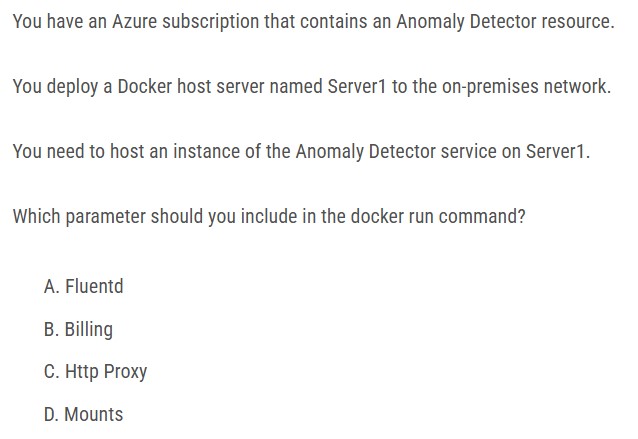 You have an Azure subscription that contains an Anomaly Detector resource.
You deploy a Docker host server named Server1 to the on-premises network.
You need to host an instance of the Anomaly Detector service on Server1.
Which parameter should you include in the docker run command?
A. Fluentd
B. Billing
C. Http Proxy
D. Mounts